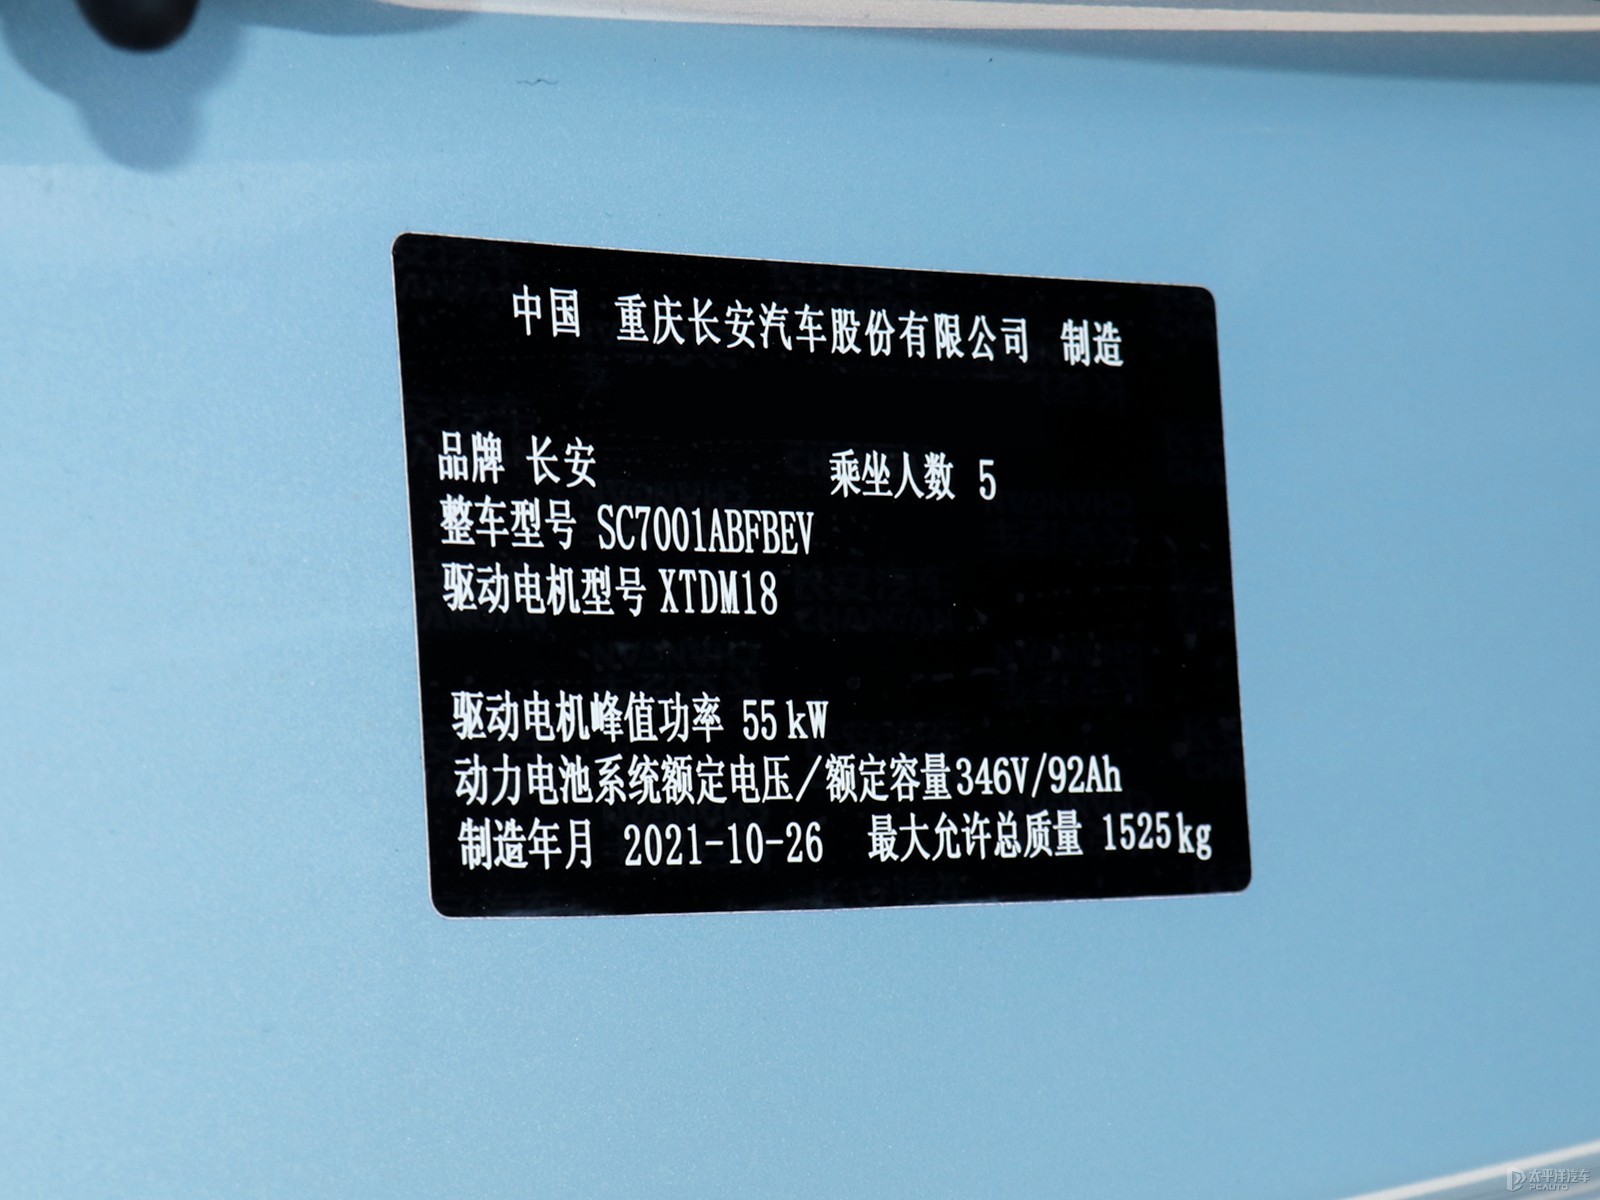 中国 重庆长安汽车股份有限公司 制造
品牌 长安 乘坐人数 5
整车型号 SC7001ABFBEV
驱动电机型号 XTDM18
驱动电机峰值功率 55kW
动力电池系统额定电压/额定容量346V/92Ah
制造年月 2021-10-26 最大允许总质量 1525kg
太平洋汽车
PCAUTO